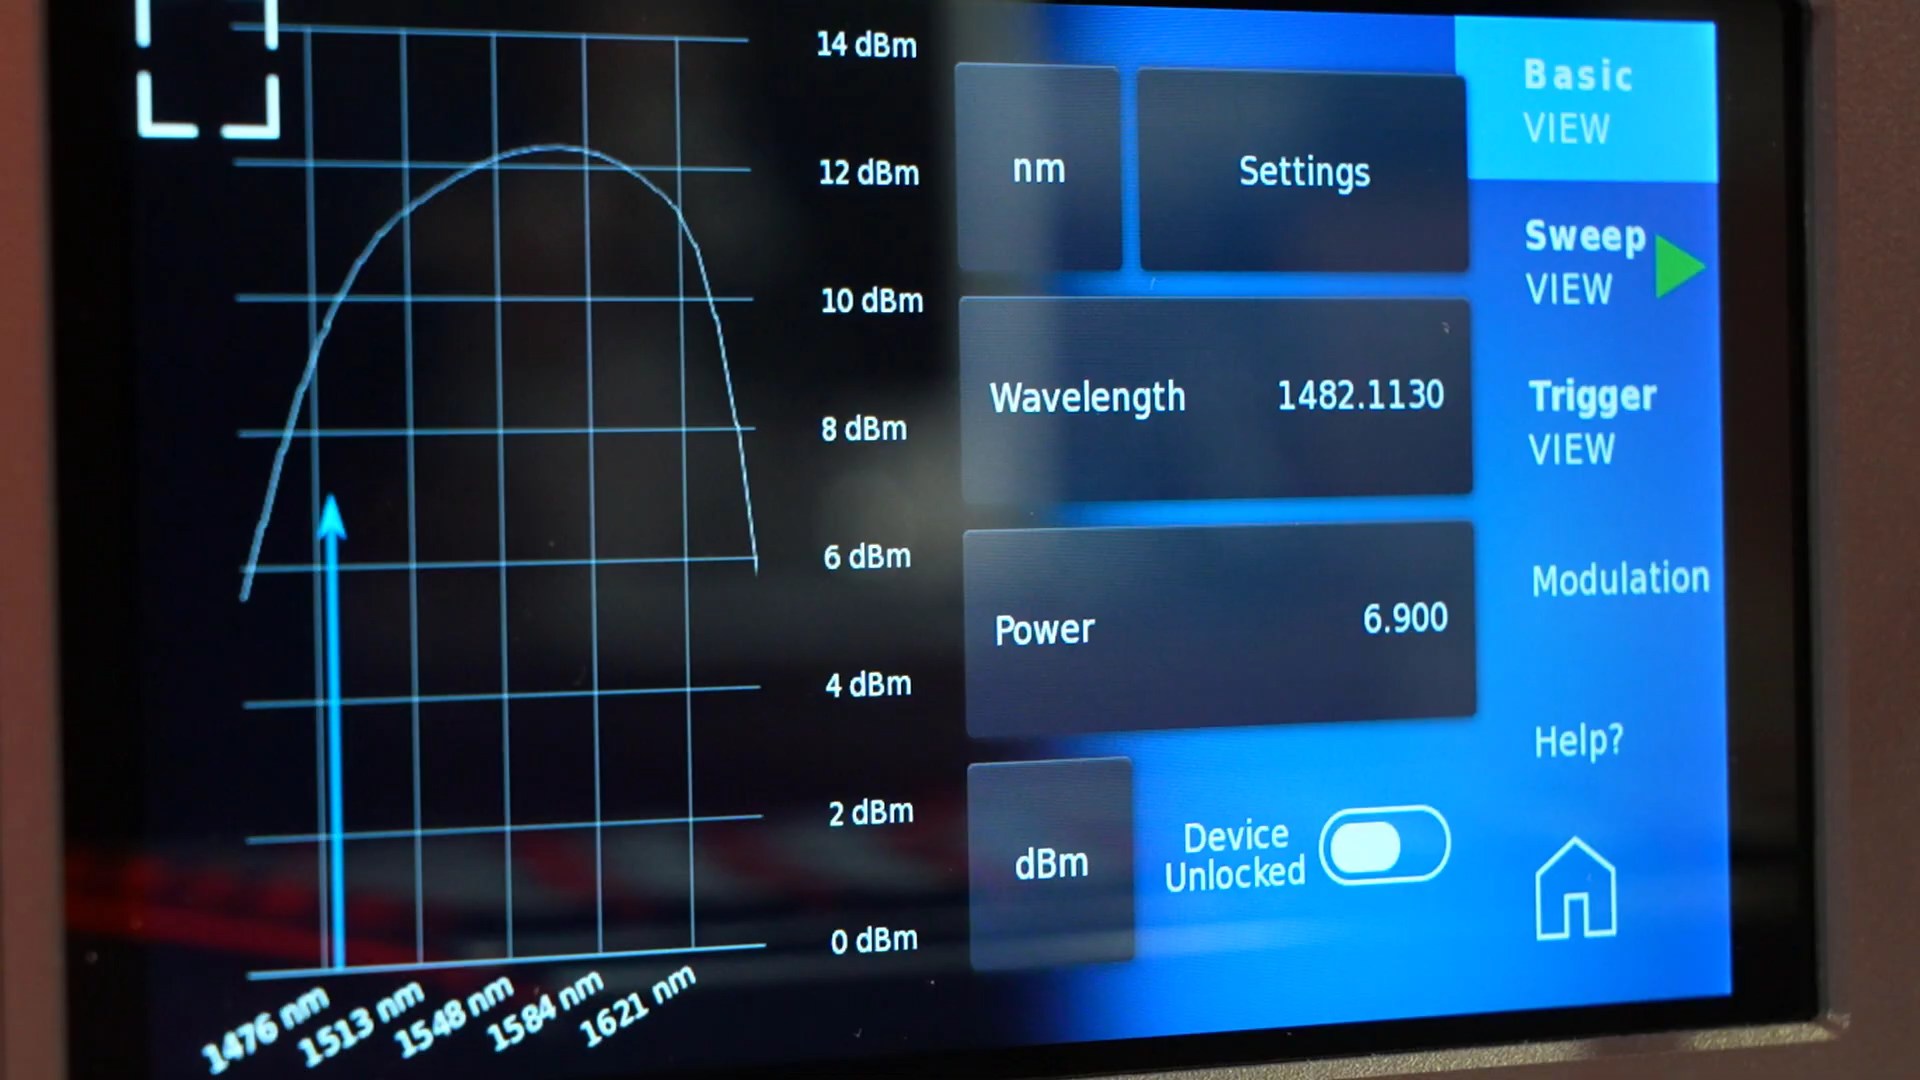 14 dBm
12 dBm
10 dBm
8 dBm
6 dBm
4 dBm
2 dBm
0 dBm
1476 nm
1513 nm
1548 nm
1584 nm
1621 nm
nm
Settings
Wavelength 1482.1130
Power 6.900
dBm
Device
Unlocked
Basic
VIEW
Sweep
VIEW
Trigger
VIEW
Modulation
Help?